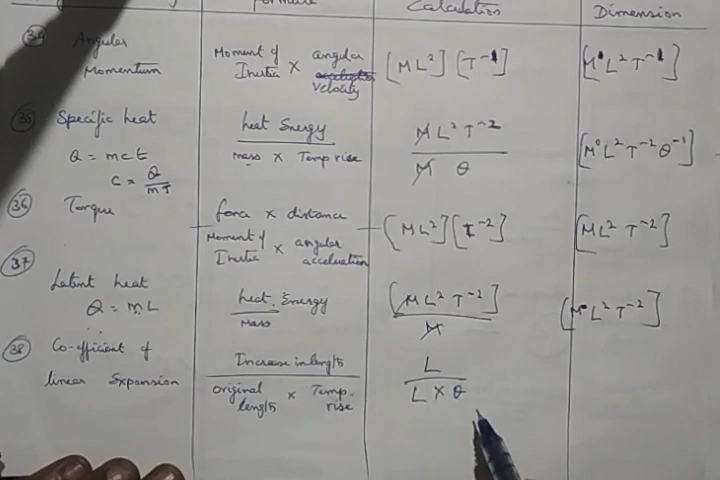 Formula Calculation Dimension
34 Angular Momentum
Moment of Inertia × angular velocity
[ML²] [T⁻¹]
[M¹L²T⁻¹]
35 Specific heat
Q = mct
C = Q/mT
heat Energy / mass × Temp rise
M L² T⁻² / M θ
[M⁰L²T⁻²θ⁻¹]
36 Torque
force × distance
Moment of Inertia × angular acceleration
[ML²] [t⁻²]
[ML²T⁻²]
37
Latent heat
Q = mL
heat Energy / Mass
[ML²T⁻²] / M
[M⁰L²T⁻²]
38 Co-efficient of
linear Expansion
Increase in length / original length × Temp. rise
L / L × θ